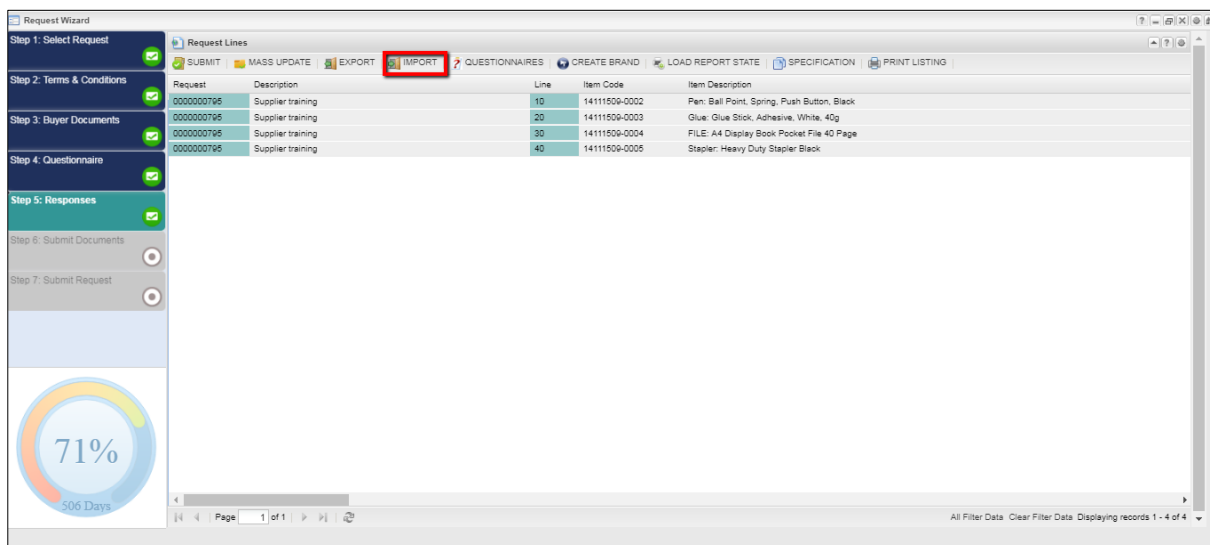 Request Wizard
Step 1: Select Request
Step 2: Terms & Conditions
Step 3: Buyer Documents
Step 4: Questionnaire
Step 5: Responses
Step 6: Submit Documents
Step 7: Submit Request
71%
506 Days
Request Lines
SUBMIT MASS UPDATE EXPORT IMPORT QUESTIONNAIRES CREATE BRAND LOAD REPORT STATE SPECIFICATION PRINT LISTING
Request Description Line Item Code Item Description
0000000795 Supplier training 10 14111509-0002 Pen: Ball Point, Spring, Push Button, Black
0000000795 Supplier training 20 14111509-0003 Glue: Glue Stick, Adhesive, White, 40g
0000000795 Supplier training 30 14111509-0004 FILE: A4 Display Book Pocket File 40 Page
0000000795 Supplier training 40 14111509-0005 Stapler: Heavy Duty Stapler Black
Page 1 of 1 All Filter Data Clear Filter Data Displaying records 1 - 4 of 4